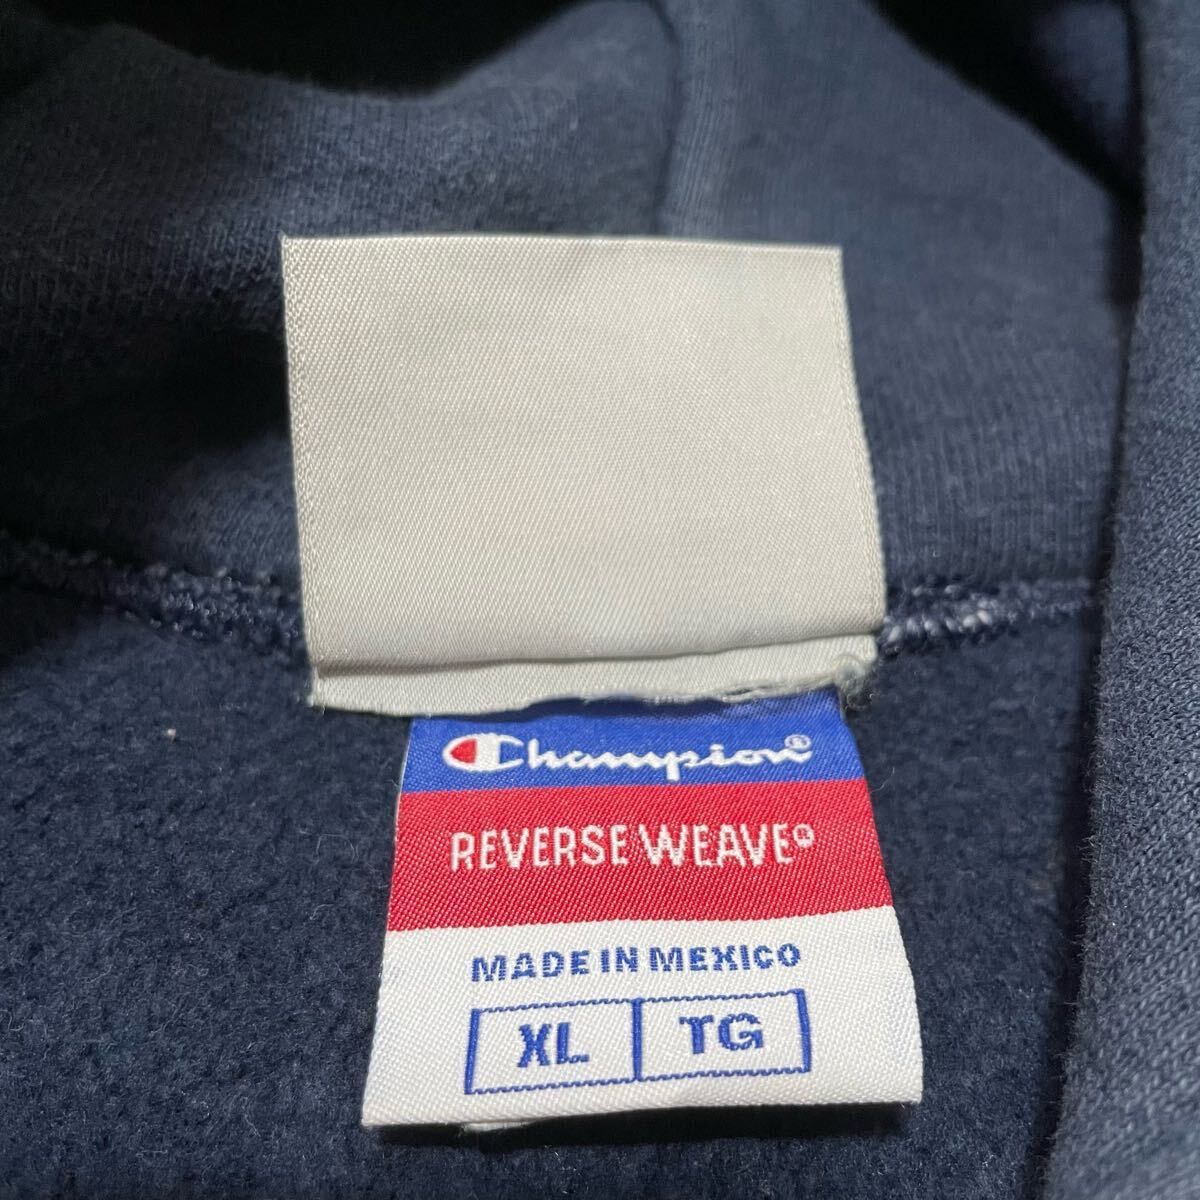 Champion®
REVERSE WEAVE®
MADE IN MEXICO
XL TG